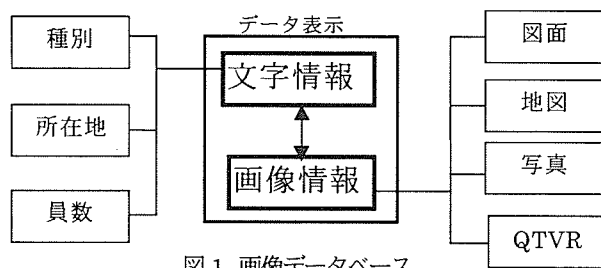 データ表示
種別
所在地
員数
文字情報
画像情報
図面
地図
写真
QTVR
図1 画像データベース